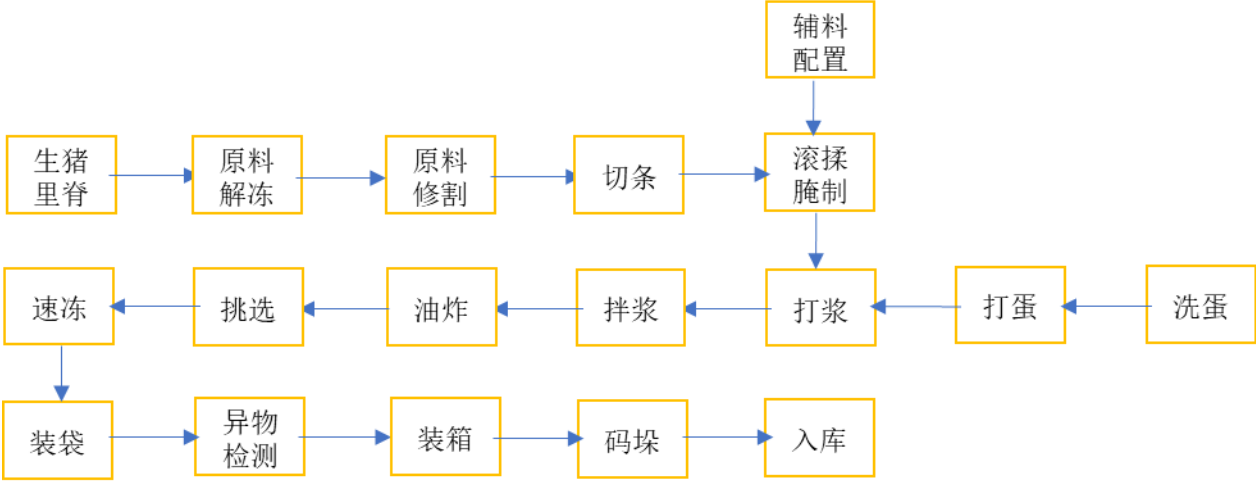 辅料
配置
生猪
里脊
原料
解冻
原料
修割
切条
滚揉
腌制
速冻
挑选
油炸
拌浆
打浆
打蛋
洗蛋
装袋
异物
检测
装箱
码垛
入库